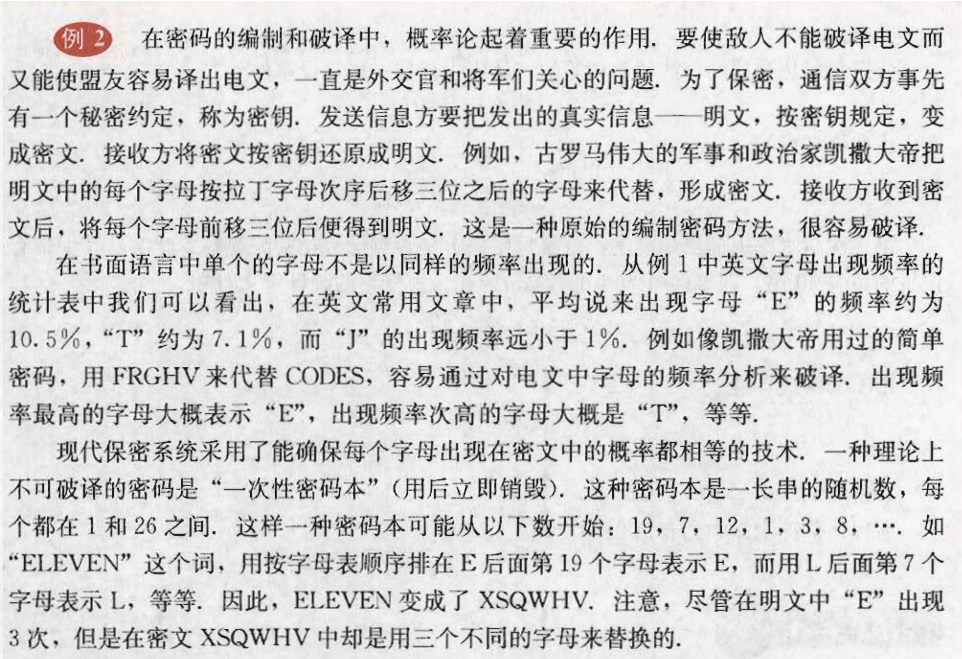 例 2 在密码的编制和破译中，概率论起着重要的作用. 要使敌人不能破译电文而
又能使盟友容易译出电文，一直是外交官和将军们关心的问题. 为了保密，通信双方事先
有一个秘密约定，称为密钥. 发送信息方要把发出的真实信息——明文，按密钥规定，变
成密文. 接收方将密文按密钥还原成明文. 例如，古罗马伟大的军事和政治家凯撒大帝把
明文中的每个字母按拉丁字母次序后移三位之后的字母来代替，形成密文. 接收方收到密
文后，将每个字母前移三位后便得到明文. 这是一种原始的编制密码方法，很容易破译.
在书面语言中单个的字母不是以同样的频率出现的. 从例 1 中英文字母出现频率的
统计表中我们可以看出，在英文常用文章中，平均说来出现字母“E”的频率约为
10.5%，“T”约为 7.1%，而“J”的出现频率远小于 1%. 例如像凯撒大帝用过的简单
密码，用 FRGHV 来代替 CODES，容易通过对电文中字母的频率分析来破译. 出现频
率最高的字母大概表示“E”，出现频率次高的字母大概是“T”，等等.
现代保密系统采用了能确保每个字母出现在密文中的概率都相等的技术. 一种理论上
不可破译的密码是“一次性密码本”（用后立即销毁）. 这种密码本是一长串的随机数，每
个都在 1 和 26 之间. 这样一种密码本可能从以下数开始：19，7，12，1，3，8，…. 如
“ELEVEN”这个词，用按字母表顺序排在 E 后面第 19 个字母表示 E，而用 L 后面第 7 个
字母表示 L，等等. 因此，ELEVEN 变成了 XSQWHV. 注意，尽管在明文中“E”出现
3 次，但是在密文 XSQWHV 中却是用三个不同的字母来替换的.